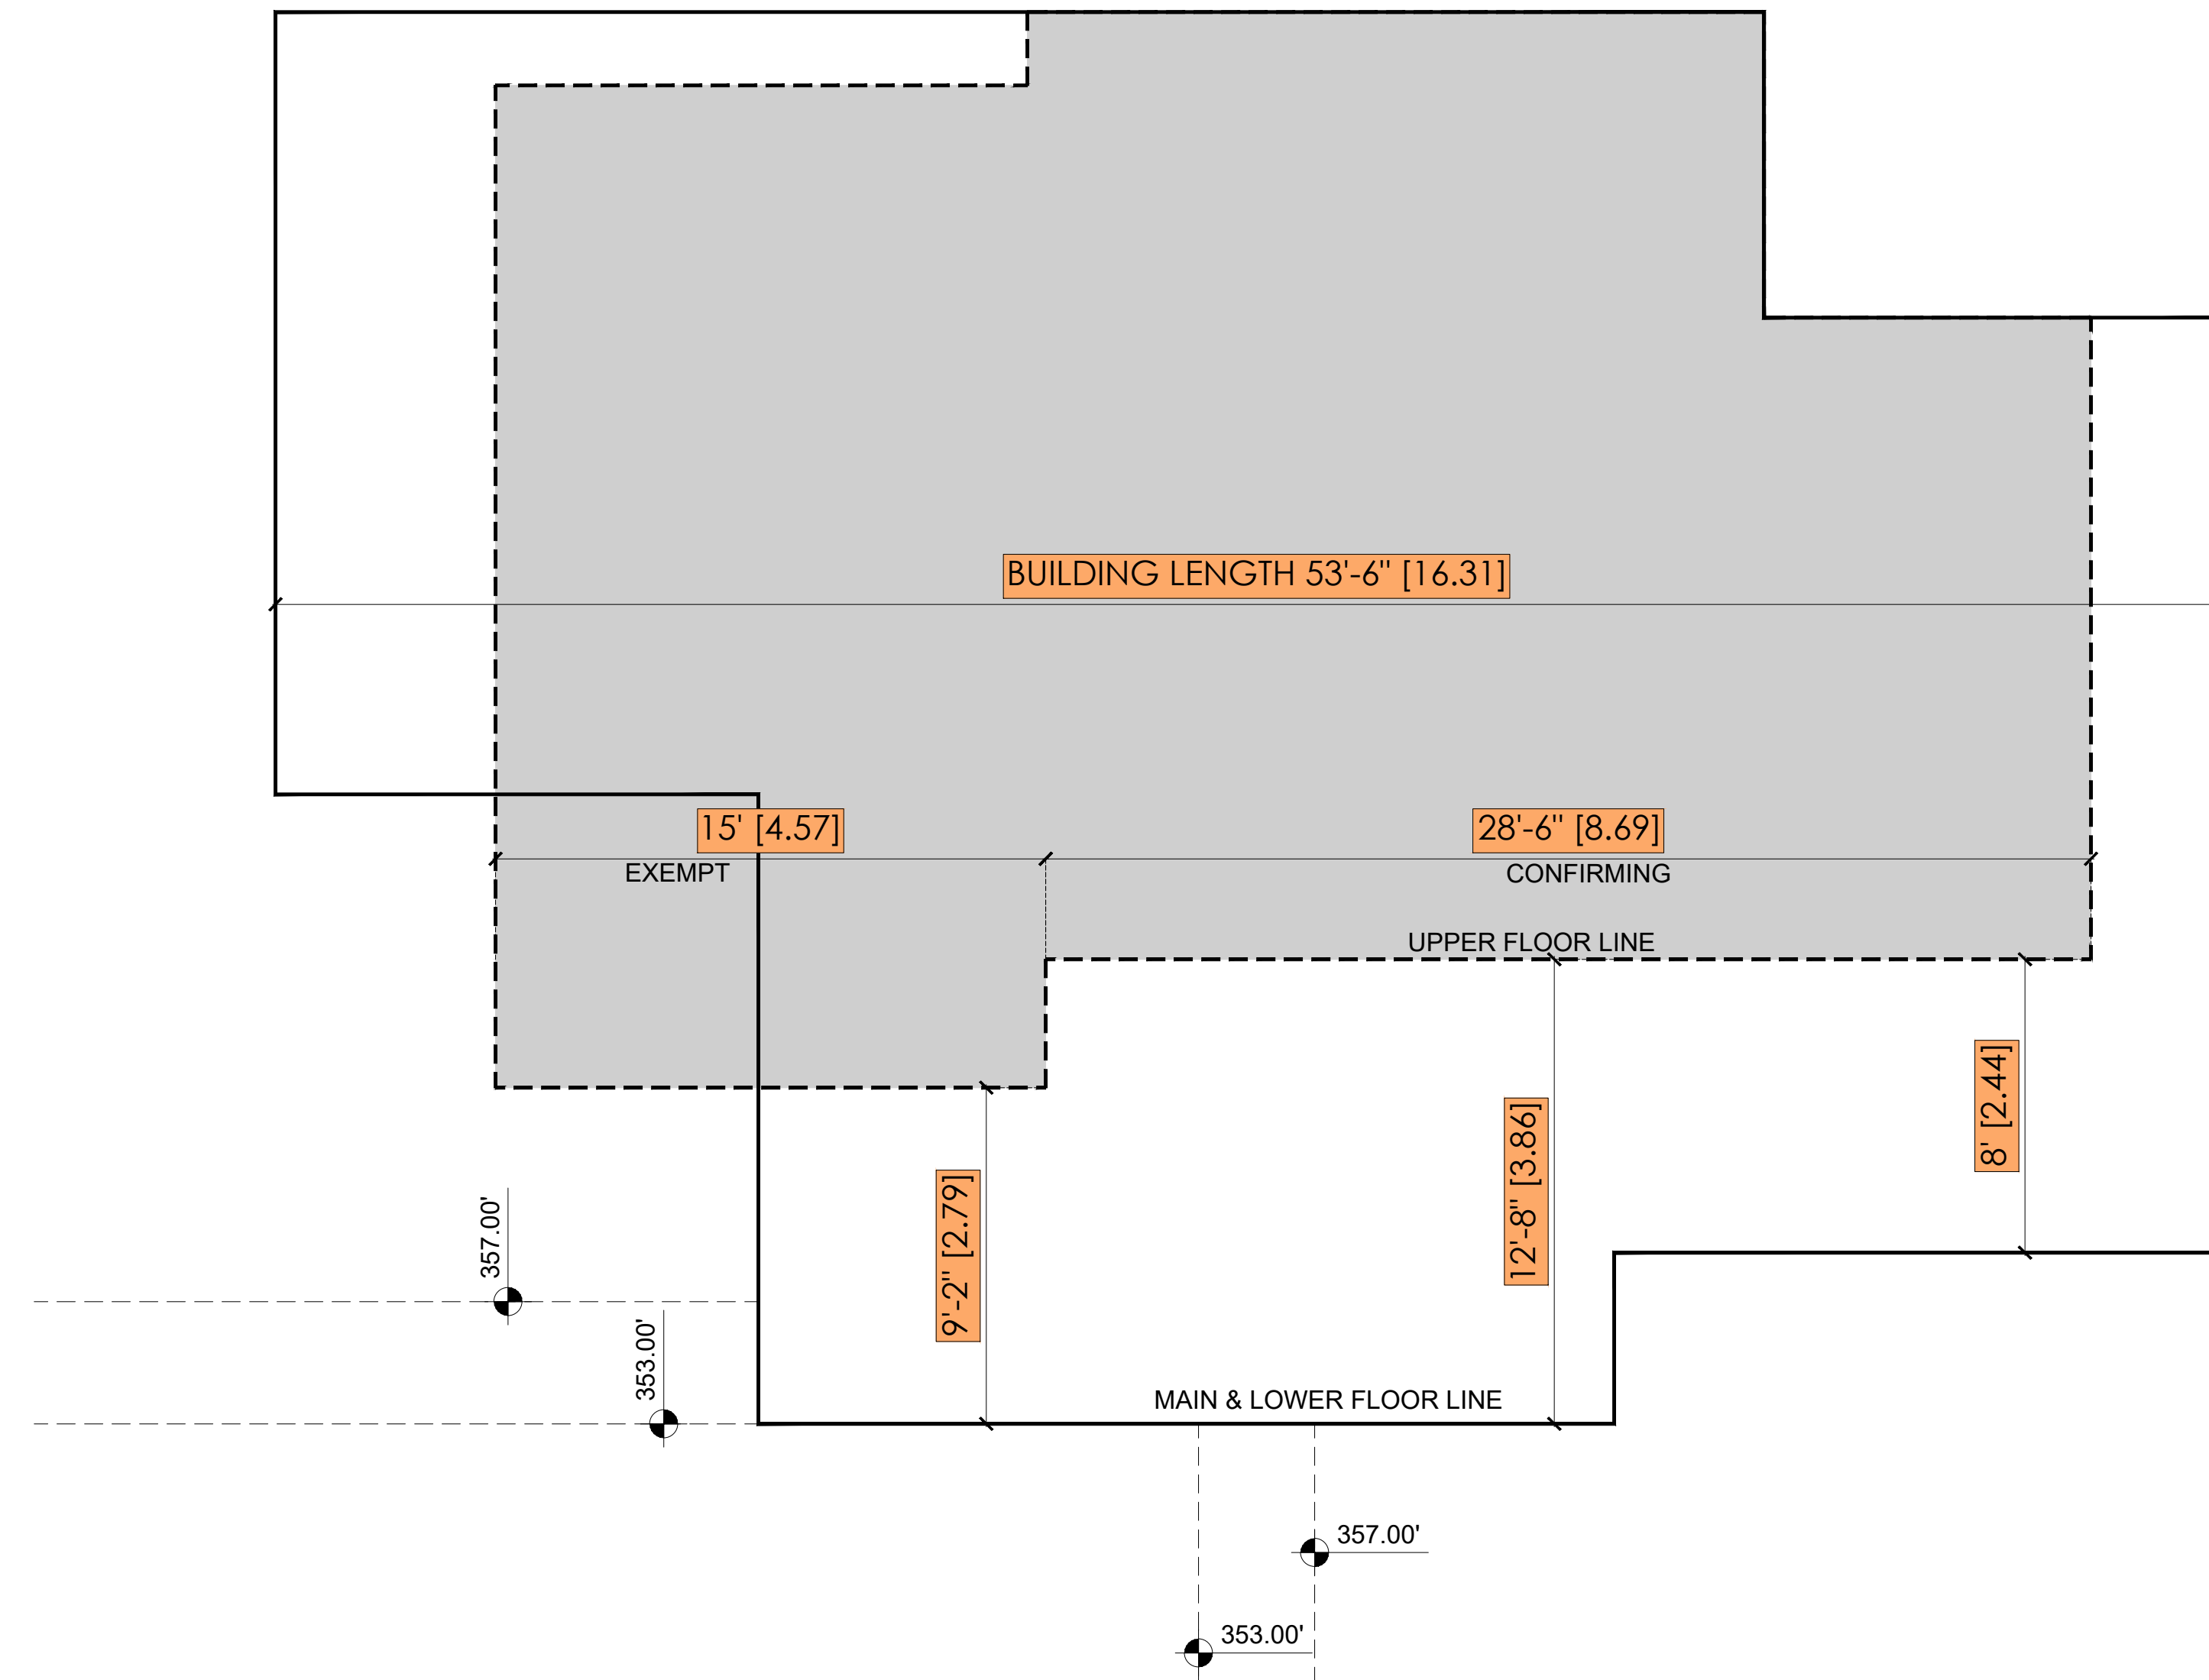 BUILDING LENGTH 53'-6" [16.31]
15' [4.57]
28'-6" [8.69]
EXEMPT
CONFIRMING
UPPER FLOOR LINE
8' [2.44]
12'-8" [3.86]
9'-2" [2.79]
357.00'
353.00'
MAIN & LOWER FLOOR LINE
357.00'
353.00'